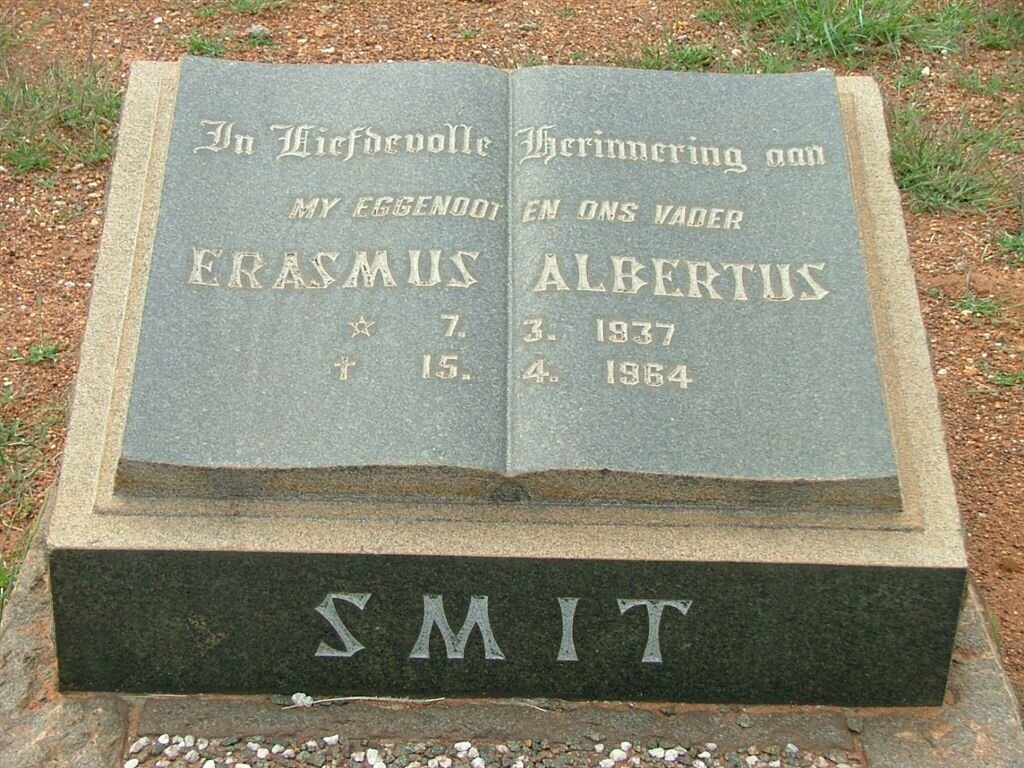 In Liefdevolle Herinnering aan
MY EGGENOOT EN ONS VADER
ERASMUS ALBERTUS
☆ 7. 3. 1937
† 15. 4. 1964
SMIT